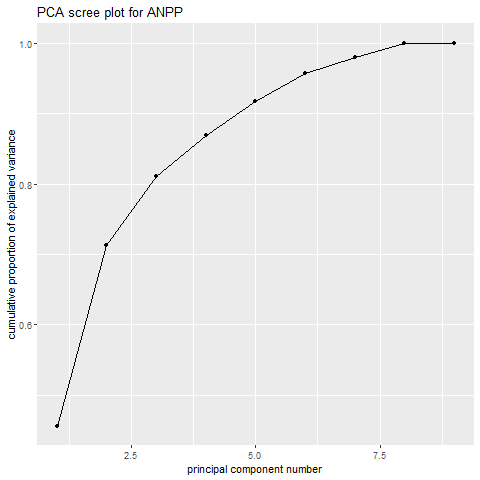 PCA scree plot for ANPP
1.0
0.8
0.6
cumulative proportion of explained variance
2.5 5.0 7.5
principal component number